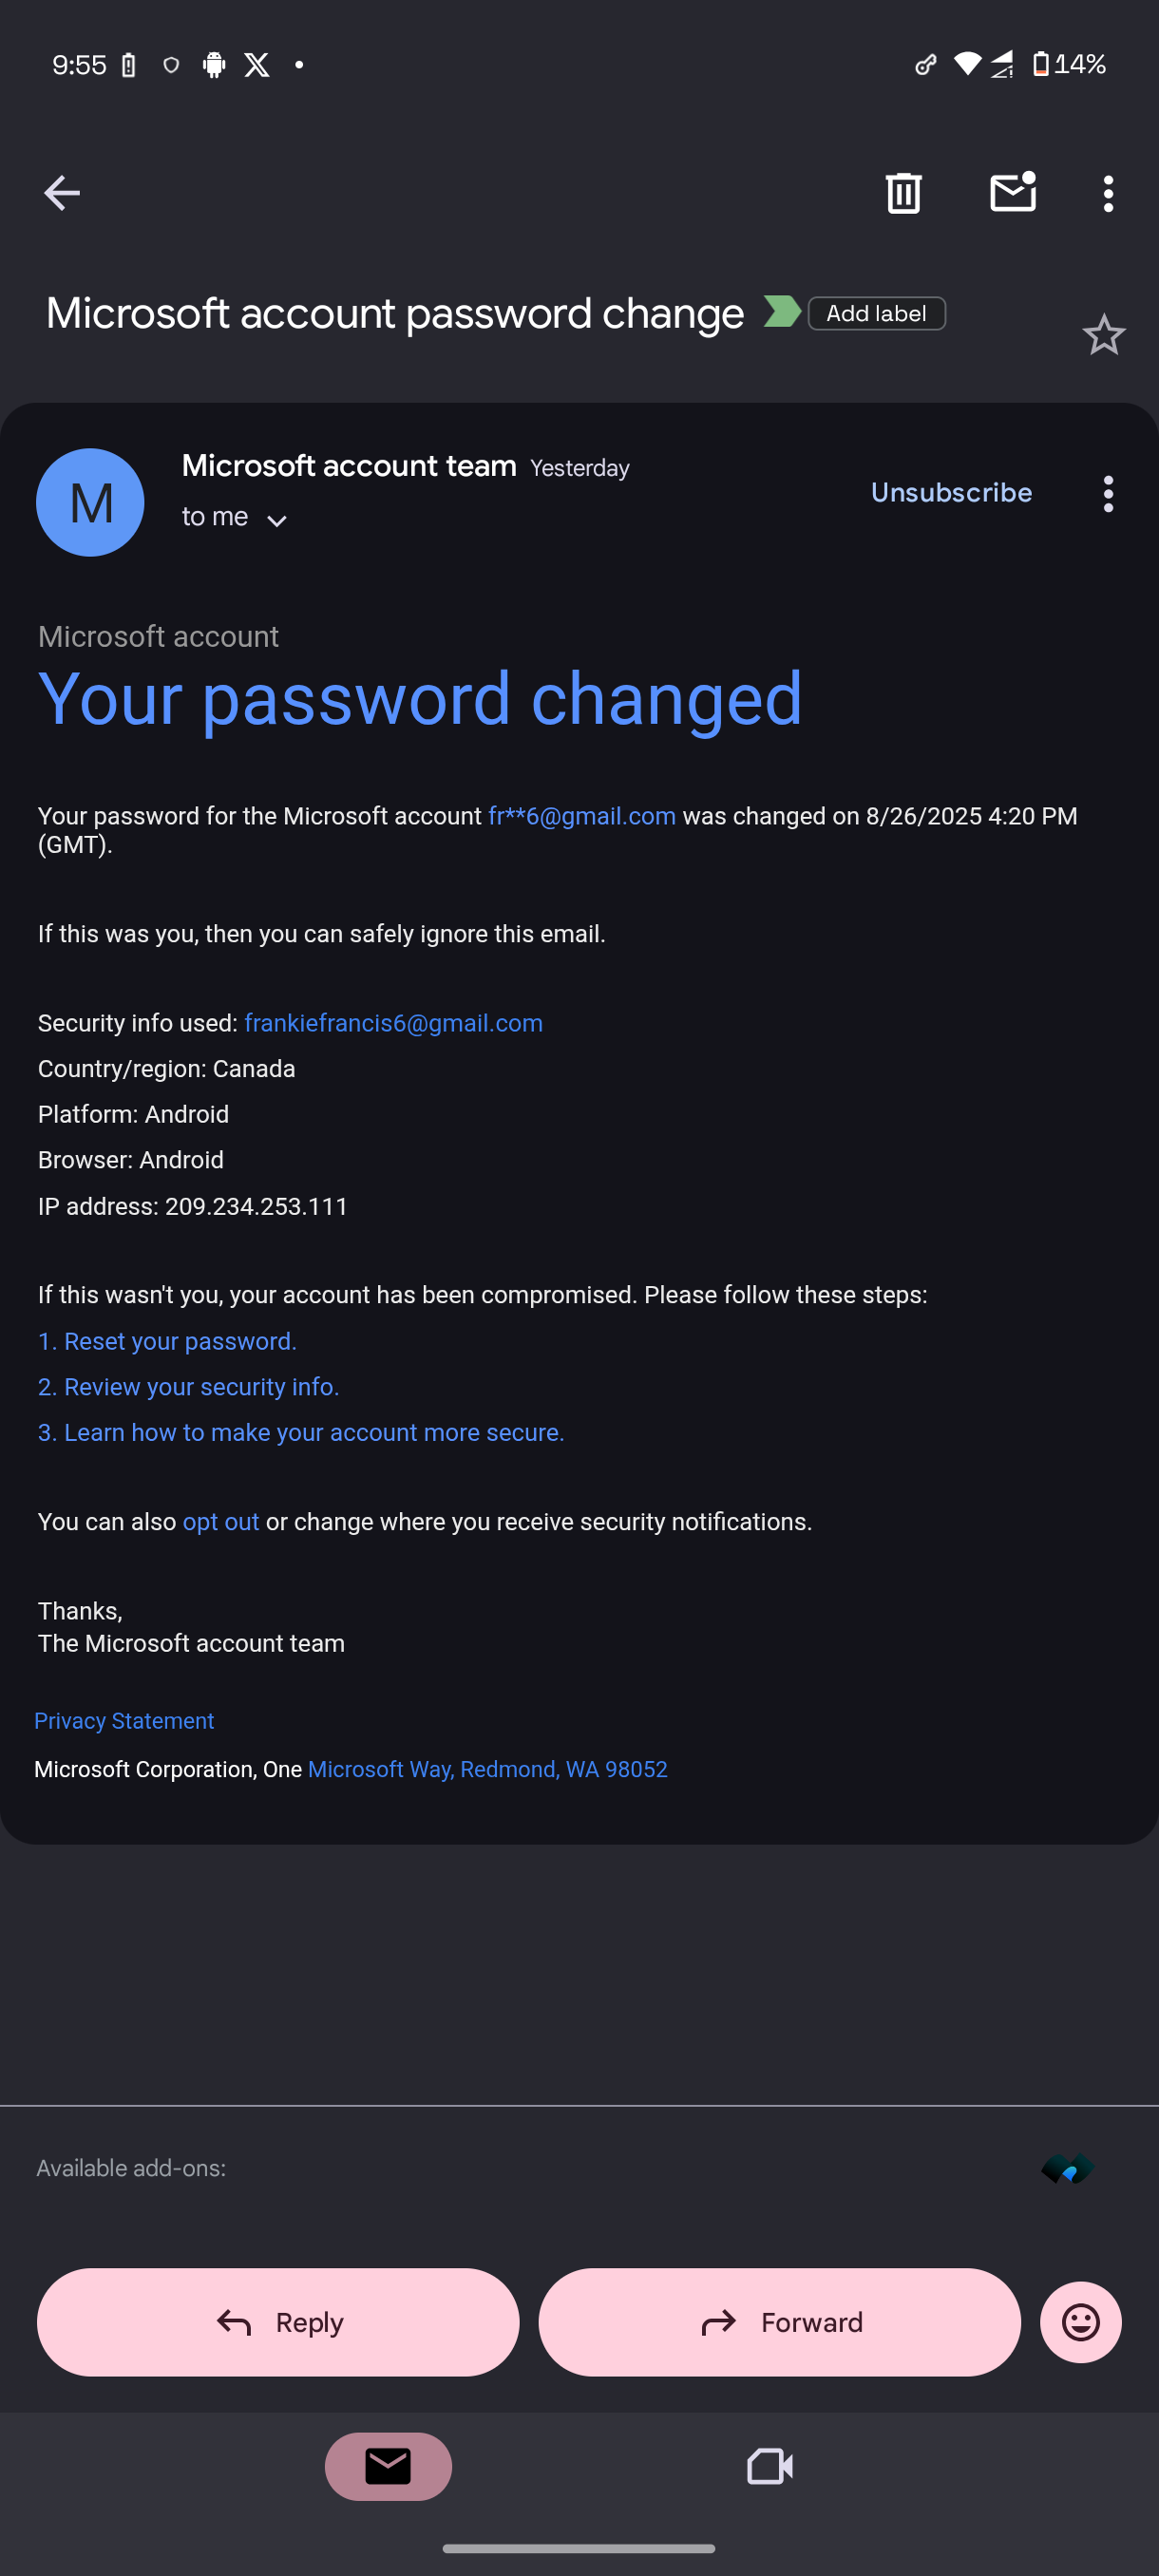 9:55 14%
Microsoft account password change Add label
M
Microsoft account team Yesterday
Unsubscribe
to me
Microsoft account
Your password changed
Your password for the Microsoft account fr**6@gmail.com was changed on 8/26/2025 4:20 PM
(GMT).
If this was you, then you can safely ignore this email.
Security info used: frankiefrancis6@gmail.com
Country/region: Canada
Platform: Android
Browser: Android
IP address: 209.234.253.111
If this wasn't you, your account has been compromised. Please follow these steps:
1. Reset your password.
2. Review your security info.
3. Learn how to make your account more secure.
You can also opt out or change where you receive security notifications.
Thanks,
The Microsoft account team
Privacy Statement
Microsoft Corporation, One Microsoft Way, Redmond, WA 98052
Available add-ons:
Reply Forward